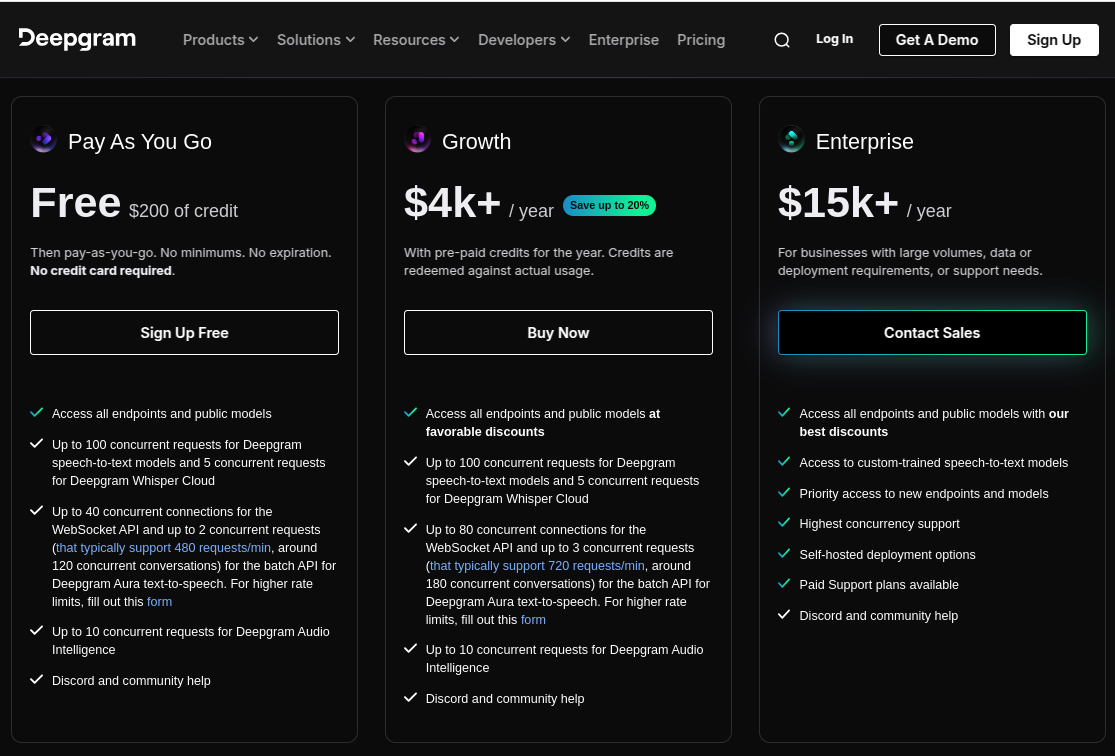 Deepgram Products Solutions Resources Developers Enterprise Pricing Log In Get A Demo Sign Up
Pay As You Go
Free $200 of credit
Then pay-as-you-go. No minimums. No expiration.
No credit card required.
Sign Up Free
Access all endpoints and public models
Up to 100 concurrent requests for Deepgram
speech-to-text models and 5 concurrent requests
for Deepgram Whisper Cloud
Up to 40 concurrent connections for the
WebSocket API and up to 2 concurrent requests
(that typically support 480 requests/min, around
120 concurrent conversations) for the batch API for
Deepgram Aura text-to-speech. For higher rate
limits, fill out this form
Up to 10 concurrent requests for Deepgram Audio
Intelligence
Discord and community help
Growth
$4k+ / year Save up to 20%
With pre-paid credits for the year. Credits are
redeemed against actual usage.
Buy Now
Access all endpoints and public models at
favorable discounts
Up to 100 concurrent requests for Deepgram
speech-to-text models and 5 concurrent requests
for Deepgram Whisper Cloud
Up to 80 concurrent connections for the
WebSocket API and up to 3 concurrent requests
(that typically support 720 requests/min, around
180 concurrent conversations) for the batch API for
Deepgram Aura text-to-speech. For higher rate
limits, fill out this form
Up to 10 concurrent requests for Deepgram Audio
Intelligence
Discord and community help
Enterprise
$15k+ / year
For businesses with large volumes, data or
deployment requirements, or support needs.
Contact Sales
Access all endpoints and public models with our
best discounts
Access to custom-trained speech-to-text models
Priority access to new endpoints and models
Highest concurrency support
Self-hosted deployment options
Paid Support plans available
Discord and community help